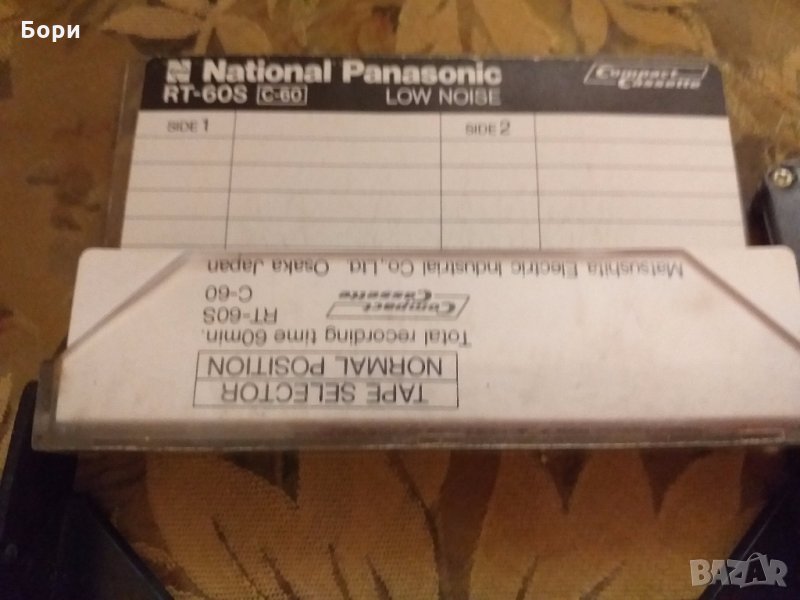 Бори
National Panasonic
RT-60S C-60 LOW NOISE Compact Cassette
SIDE 1 SIDE 2
TAPE SELECTOR
NORMAL POSITION
Total recording time 60min.
RT-60S
C-60
Compact Cassette
Matsushita Electric Industrial Co., Ltd. Osaka Japan
BAZAR